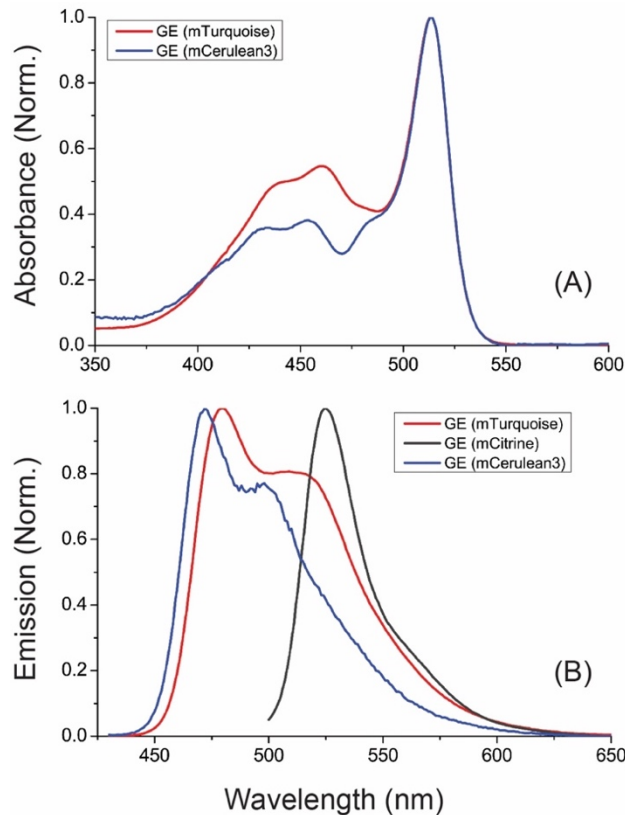 GE (mTurquoise)
GE (mCerulean3)
Absorbance (Norm.)
1.0
0.8
0.6
0.4
0.2
0.0
(A)
350 400 450 500 550 600
GE (mTurquoise)
GE (mCitrine)
GE (mCerulean3)
Emission (Norm.)
1.0
0.8
0.6
0.4
0.2
0.0
(B)
450 500 550 600 650
Wavelength (nm)